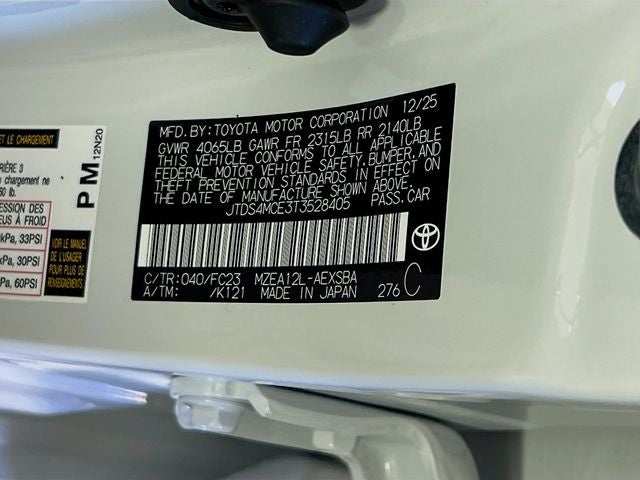 LE CHARGEMENT
RIÈRE 3
chargement ne
PM
12N20
ESSION DES
EUS À FROID
kPa, 33PSI
kPa, 30PSI
Pa, 60PSI
VOIR LE MANUEL
DE L'USAGER
POUR PLUS DE
RENSEIGNEMENTS
MFD. BY: TOYOTA MOTOR CORPORATION 12/25
GVWR 4065LB GAWR FR 2315LB RR 2140LB
THIS VEHICLE CONFORMS TO ALL APPLICABLE
FEDERAL MOTOR VEHICLE SAFETY, BUMPER, AND
THEFT PREVENTION STANDARDS IN EFFECT ON
THE DATE OF MANUFACTURE SHOWN ABOVE.
JTDS4MCE3T3528405 PASS. CAR
C/TR: 040/FC23 MZEA12L-AEXSBA
A/TM: /K121 MADE IN JAPAN 276 C